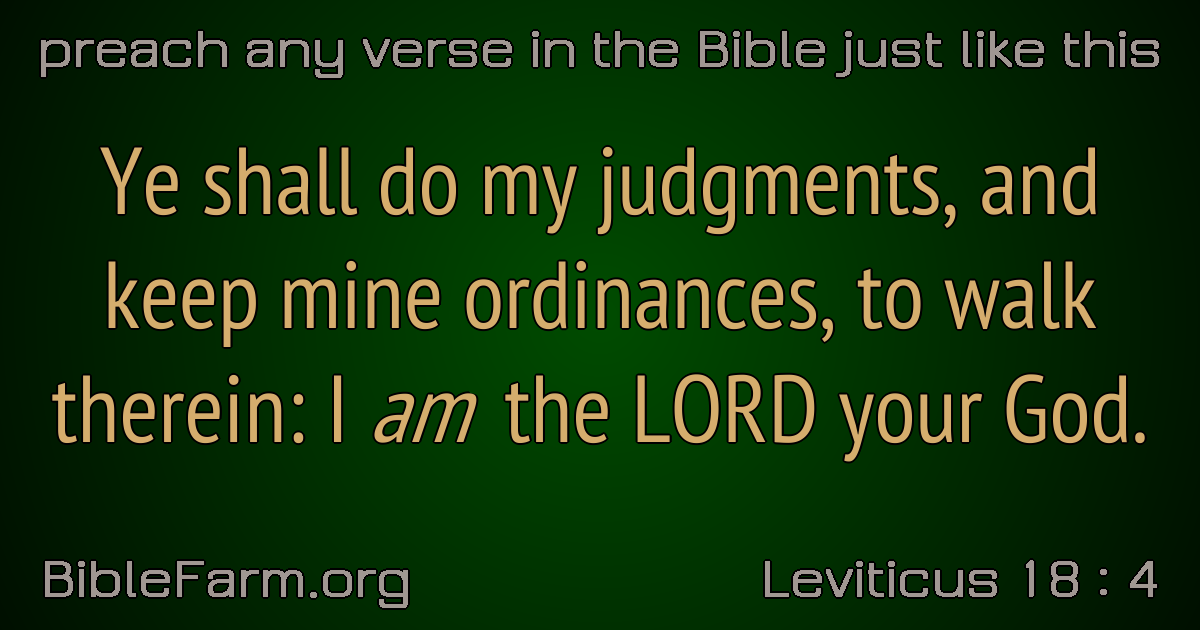 preach any verse in the Bible just like this
Ye shall do my judgments, and
keep mine ordinances, to walk
therein: I am the LORD your God.
BibleFarm.org
Leviticus 18 : 4